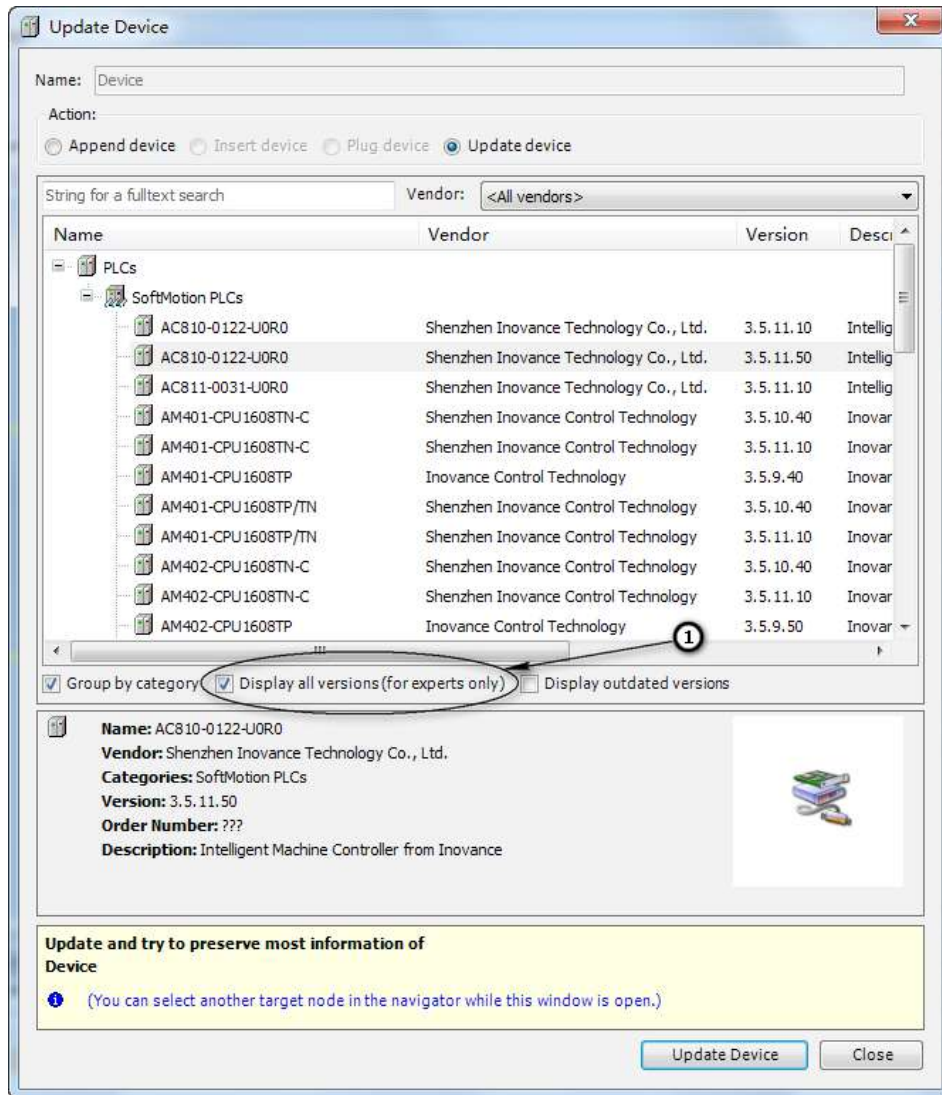 Update Device
Name: Device
Action:
Append device Insert device Plug device Update device
String for a fulltext search Vendor: <All vendors>
Name Vendor Version Descr
PLCs
SoftMotion PLCs
AC810-0122-U0R0 Shenzhen Inovance Technology Co., Ltd. 3.5.11.10 Intellig
AC810-0122-U0R0 Shenzhen Inovance Technology Co., Ltd. 3.5.11.50 Intellig
AC811-0031-U0R0 Shenzhen Inovance Technology Co., Ltd. 3.5.11.10 Intellig
AM401-CPU1608TN-C Shenzhen Inovance Control Technology 3.5.10.40 Inovar
AM401-CPU1608TN-C Shenzhen Inovance Control Technology 3.5.11.10 Inovar
AM401-CPU1608TP Inovance Control Technology 3.5.9.40 Inovar
AM401-CPU1608TP/TN Shenzhen Inovance Control Technology 3.5.10.40 Inovar
AM401-CPU1608TP/TN Shenzhen Inovance Control Technology 3.5.11.10 Inovar
AM402-CPU1608TN-C Shenzhen Inovance Control Technology 3.5.10.40 Inovar
AM402-CPU1608TN-C Shenzhen Inovance Control Technology 3.5.11.10 Inovar
AM402-CPU1608TP Inovance Control Technology 3.5.9.50 Inovar
1
Group by category Display all versions (for experts only) Display outdated versions
Name: AC810-0122-U0R0
Vendor: Shenzhen Inovance Technology Co., Ltd.
Categories: SoftMotion PLCs
Version: 3.5.11.50
Order Number: ???
Description: Intelligent Machine Controller from Inovance
Update and try to preserve most information of
Device
(You can select another target node in the navigator while this window is open.)
Update Device Close